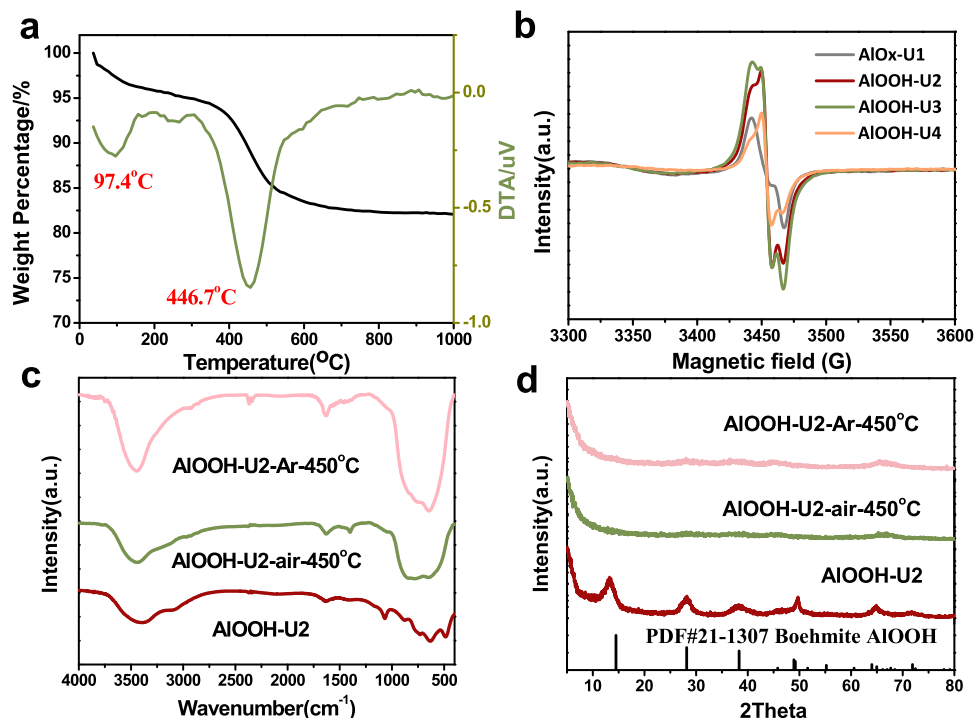 a
100
95
90
85
80
75
70
Weight Percentage/%
97.4°C
446.7°C
0.0
-0.5
-1.0
DTA/uV
0 200 400 600 800 1000
Temperature(°C)
b
AlOx-U1
AlOOH-U2
AlOOH-U3
AlOOH-U4
Intensity(a.u.)
3300 3350 3400 3450 3500 3550 3600
Magnetic field (G)
c
AlOOH-U2-Ar-450°C
AlOOH-U2-air-450°C
AlOOH-U2
Intensity(a.u.)
4000 3500 3000 2500 2000 1500 1000 500
Wavenumber(cm⁻¹)
d
AlOOH-U2-Ar-450°C
AlOOH-U2-air-450°C
AlOOH-U2
PDF#21-1307 Boehmite AlOOH
Intensity(a.u.)
10 20 30 40 50 60 70 80
2Theta